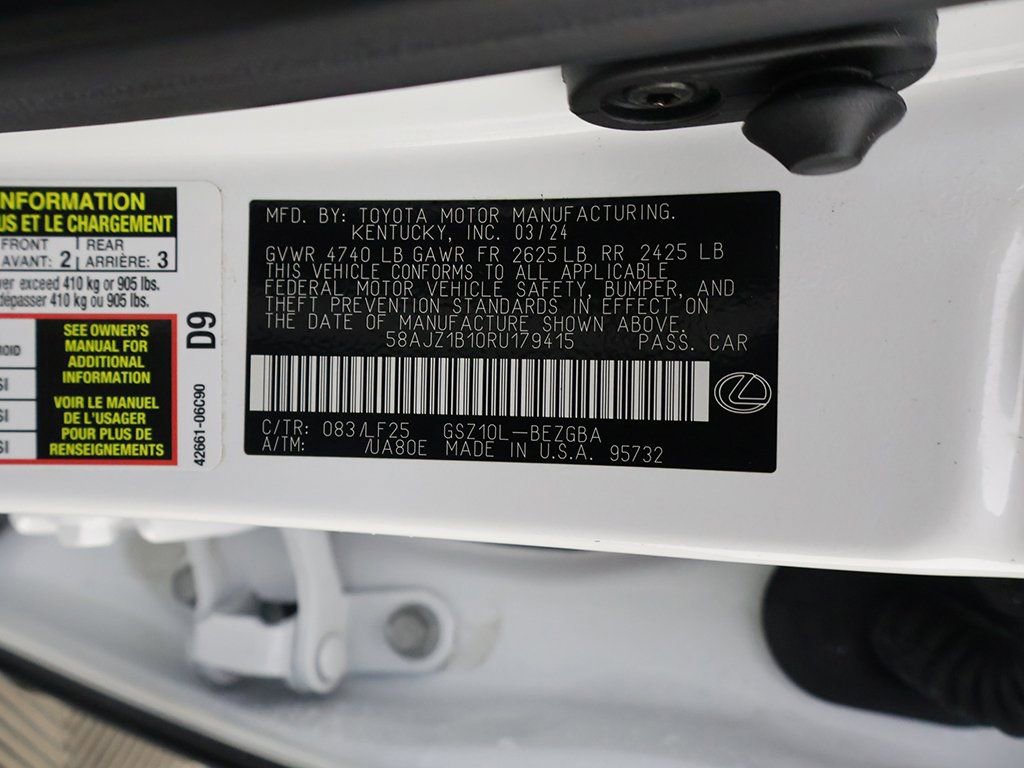 NFORMATION
US ET LE CHARGEMENT
FRONT REAR
AVANT: 2 ARRIÈRE: 3
er exceed 410 kg or 905 lbs.
dépasser 410 kg ou 905 lbs.
SEE OWNER'S
MANUAL FOR
ADDITIONAL
INFORMATION
VOIR LE MANUEL
DE L'USAGER
POUR PLUS DE
RENSEIGNEMENTS
D9
42661-06C90
MFD. BY: TOYOTA MOTOR MANUFACTURING.
KENTUCKY, INC. 03/24
GVWR 4740 LB GAWR FR 2625 LB RR 2425 LB
THIS VEHICLE CONFORMS TO ALL APPLICABLE
FEDERAL MOTOR VEHICLE SAFETY, BUMPER, AND
THEFT PREVENTION STANDARDS IN EFFECT ON
THE DATE OF MANUFACTURE SHOWN ABOVE.
58AJZ1B10RU179415 PASS. CAR
C/TR: 083/LF25 GSZ10L-BEZGBA
A/TM: /UA80E MADE IN U.S.A. 95732